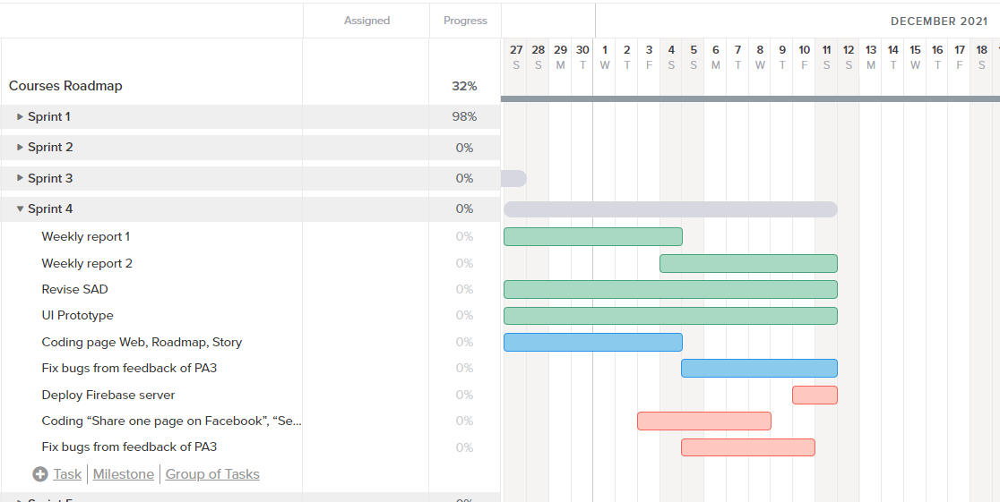 Assigned Progress DECEMBER 2021
27 28 29 30 1 2 3 4 5 6 7 8 9 10 11 12 13 14 15 16 17 18
S S M T W T F S S M T W T F S S M T W T F S
Courses Roadmap 32%
Sprint 1 98%
Sprint 2 0%
Sprint 3 0%
Sprint 4 0%
Weekly report 1 0%
Weekly report 2 0%
Revise SAD 0%
UI Prototype 0%
Coding page Web, Roadmap, Story 0%
Fix bugs from feedback of PA3 0%
Deploy Firebase server 0%
Coding “Share one page on Facebook”, “Se... 0%
Fix bugs from feedback of PA3 0%
Task Milestone Group of Tasks